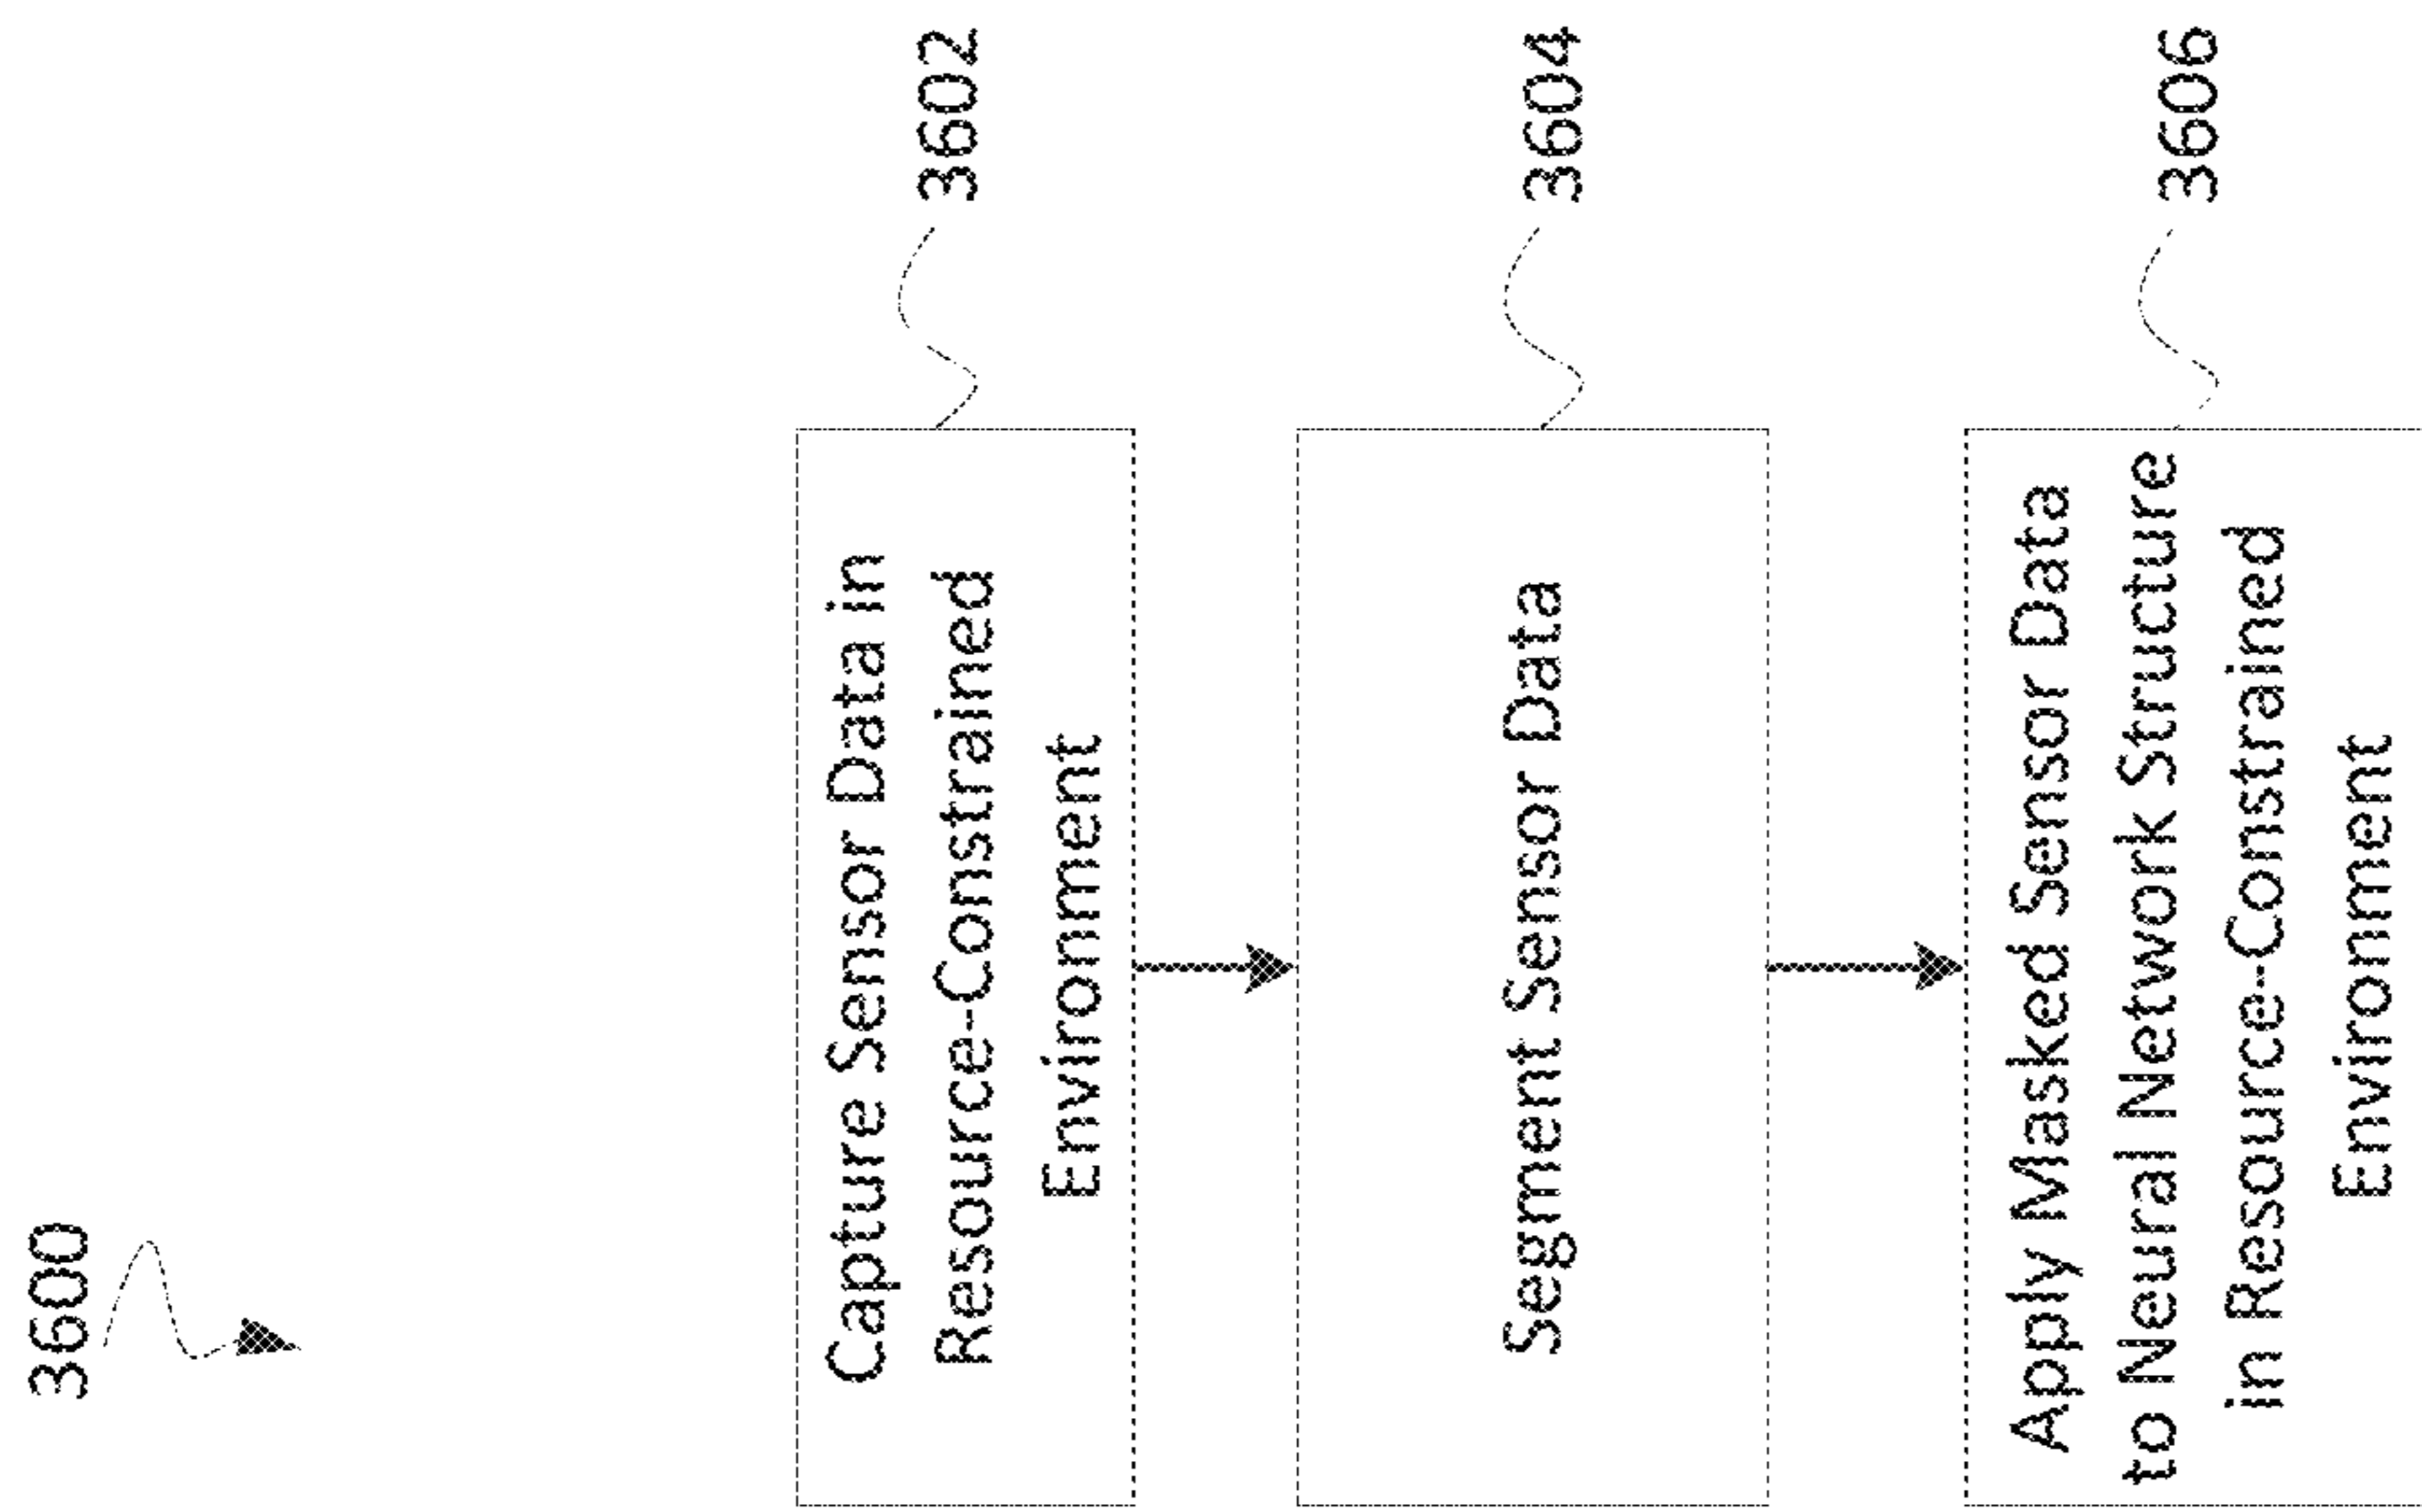 3600
Capture Sensor Data in
Resource-Constrained
Environment
3602
Segment Sensor Data
3604
Apply Masked Sensor Data
to Neural Network Structure
in Resource-Constrained
Environment
3606